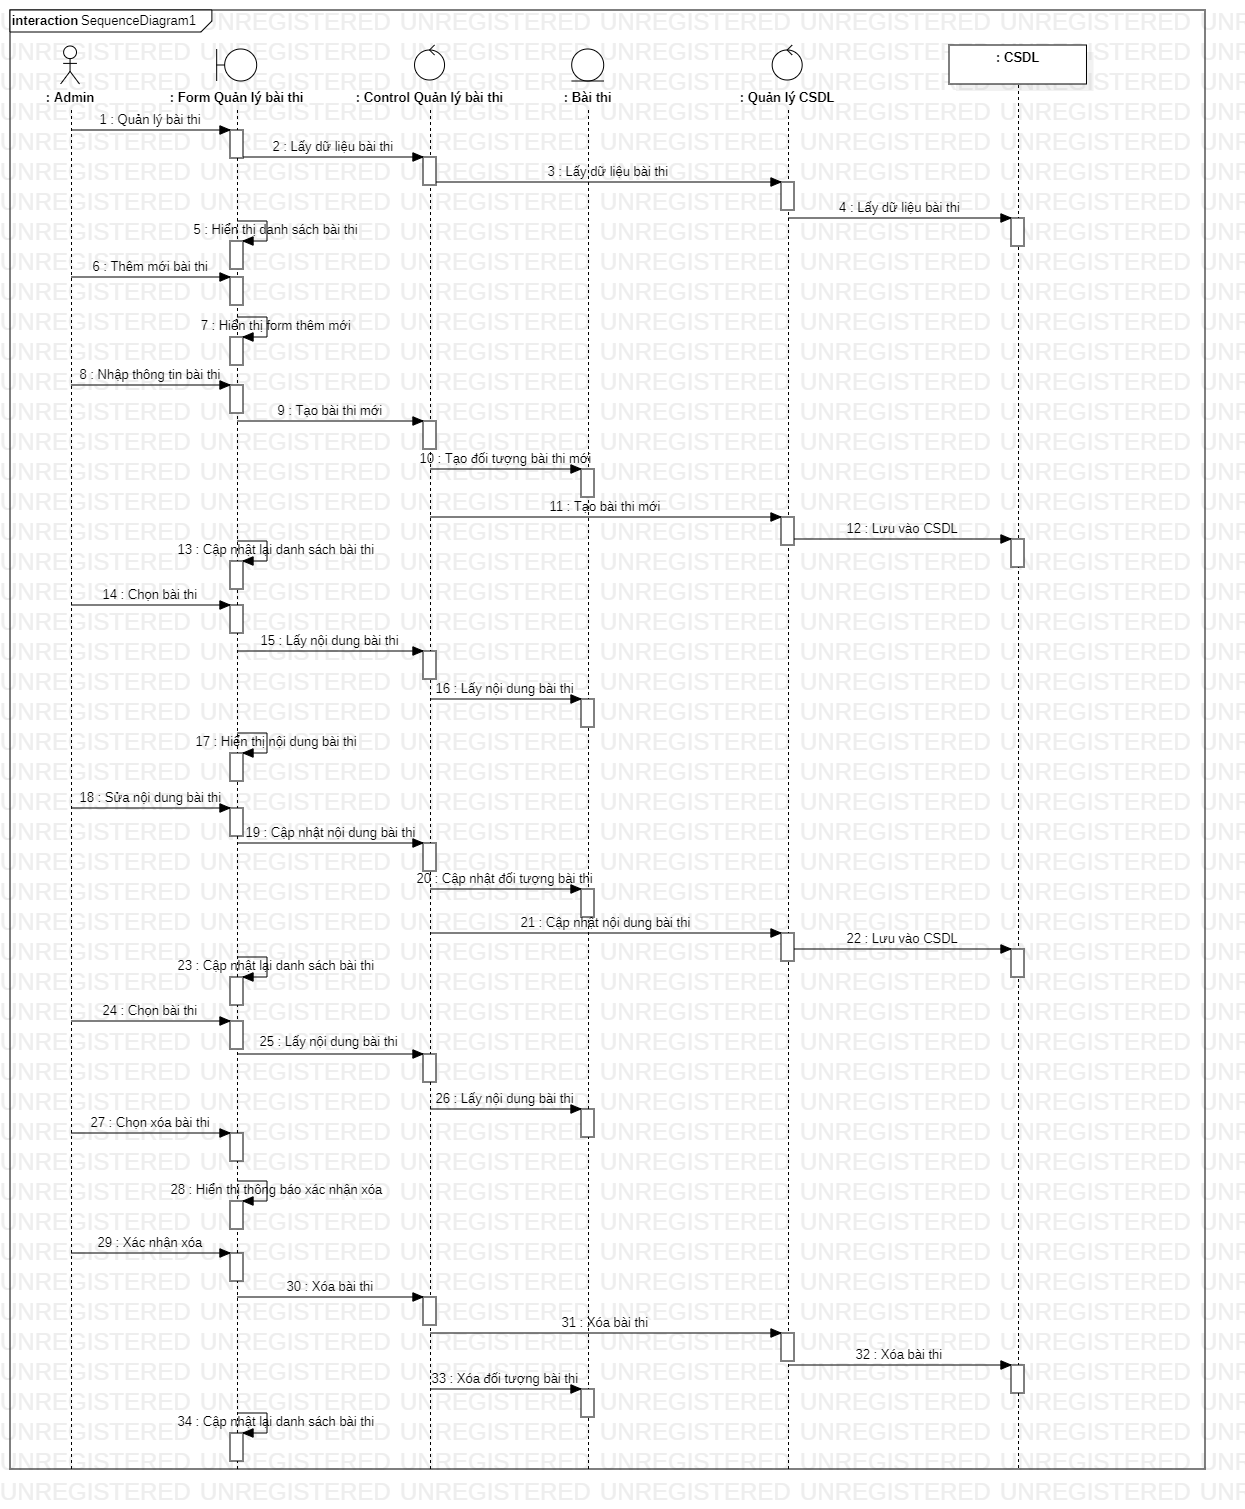 interaction SequenceDiagram1
: Admin
: Form Quản lý bài thi
: Control Quản lý bài thi
: Bài thi
: Quản lý CSDL
: CSDL
1 : Quản lý bài thi
2 : Lấy dữ liệu bài thi
3 : Lấy dữ liệu bài thi
4 : Lấy dữ liệu bài thi
5 : Hiển thị danh sách bài thi
6 : Thêm mới bài thi
7 : Hiển thị form thêm mới
8 : Nhập thông tin bài thi
9 : Tạo bài thi mới
10 : Tạo đối tượng bài thi mới
11 : Tạo bài thi mới
12 : Lưu vào CSDL
13 : Cập nhật lại danh sách bài thi
14 : Chọn bài thi
15 : Lấy nội dung bài thi
16 : Lấy nội dung bài thi
17 : Hiển thị nội dung bài thi
18 : Sửa nội dung bài thi
19 : Cập nhật nội dung bài thi
20 : Cập nhật đối tượng bài thi
21 : Cập nhật nội dung bài thi
22 : Lưu vào CSDL
23 : Cập nhật lại danh sách bài thi
24 : Chọn bài thi
25 : Lấy nội dung bài thi
26 : Lấy nội dung bài thi
27 : Chọn xóa bài thi
28 : Hiển thị thông báo xác nhận xóa
29 : Xác nhận xóa
30 : Xóa bài thi
31 : Xóa bài thi
32 : Xóa bài thi
33 : Xóa đối tượng bài thi
34 : Cập nhật lại danh sách bài thi
UNREGISTERED UNREGISTERED UNREGISTERED UNREGISTERED UNREGISTERED UNREGISTERED UNR